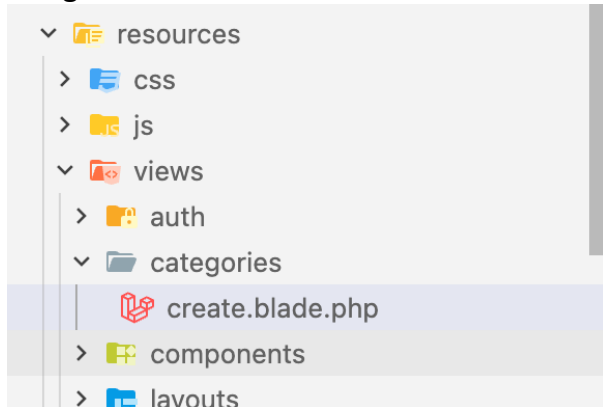 resources
css
js
views
auth
categories
create.blade.php
components
layouts